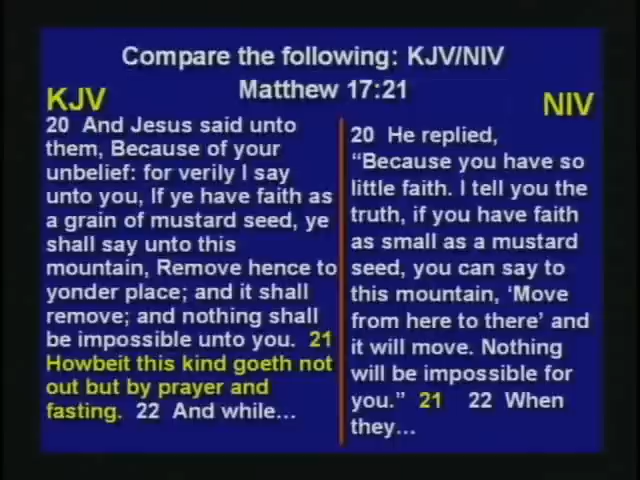 Compare the following: KJV/NIV
Matthew 17:21
KJV
20 And Jesus said unto
them, Because of your
unbelief: for verily I say
unto you, If ye have faith as
a grain of mustard seed, ye
shall say unto this
mountain, Remove hence to
yonder place; and it shall
remove; and nothing shall
be impossible unto you. 21
Howbeit this kind goeth not
out but by prayer and
fasting. 22 And while...
NIV
20 He replied,
“Because you have so
little faith. I tell you the
truth, if you have faith
as small as a mustard
seed, you can say to
this mountain, ‘Move
from here to there’ and
it will move. Nothing
will be impossible for
you.” 21 22 When
they...